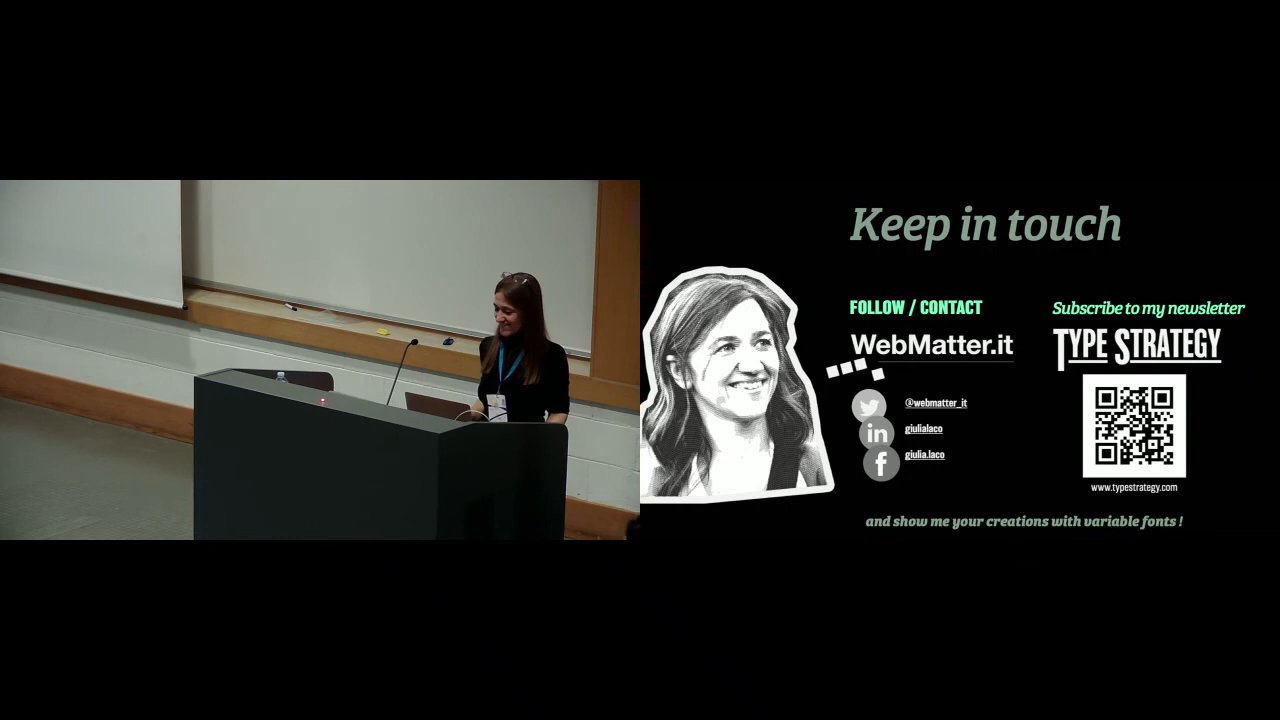 Keep in touch
FOLLOW / CONTACT
WebMatter.it
@webmatter_it
in
giulialaco
f
giulia.laco
Subscribe to my newsletter
TYPE STRATEGY
www.typestrategy.com
and show me your creations with variable fonts !